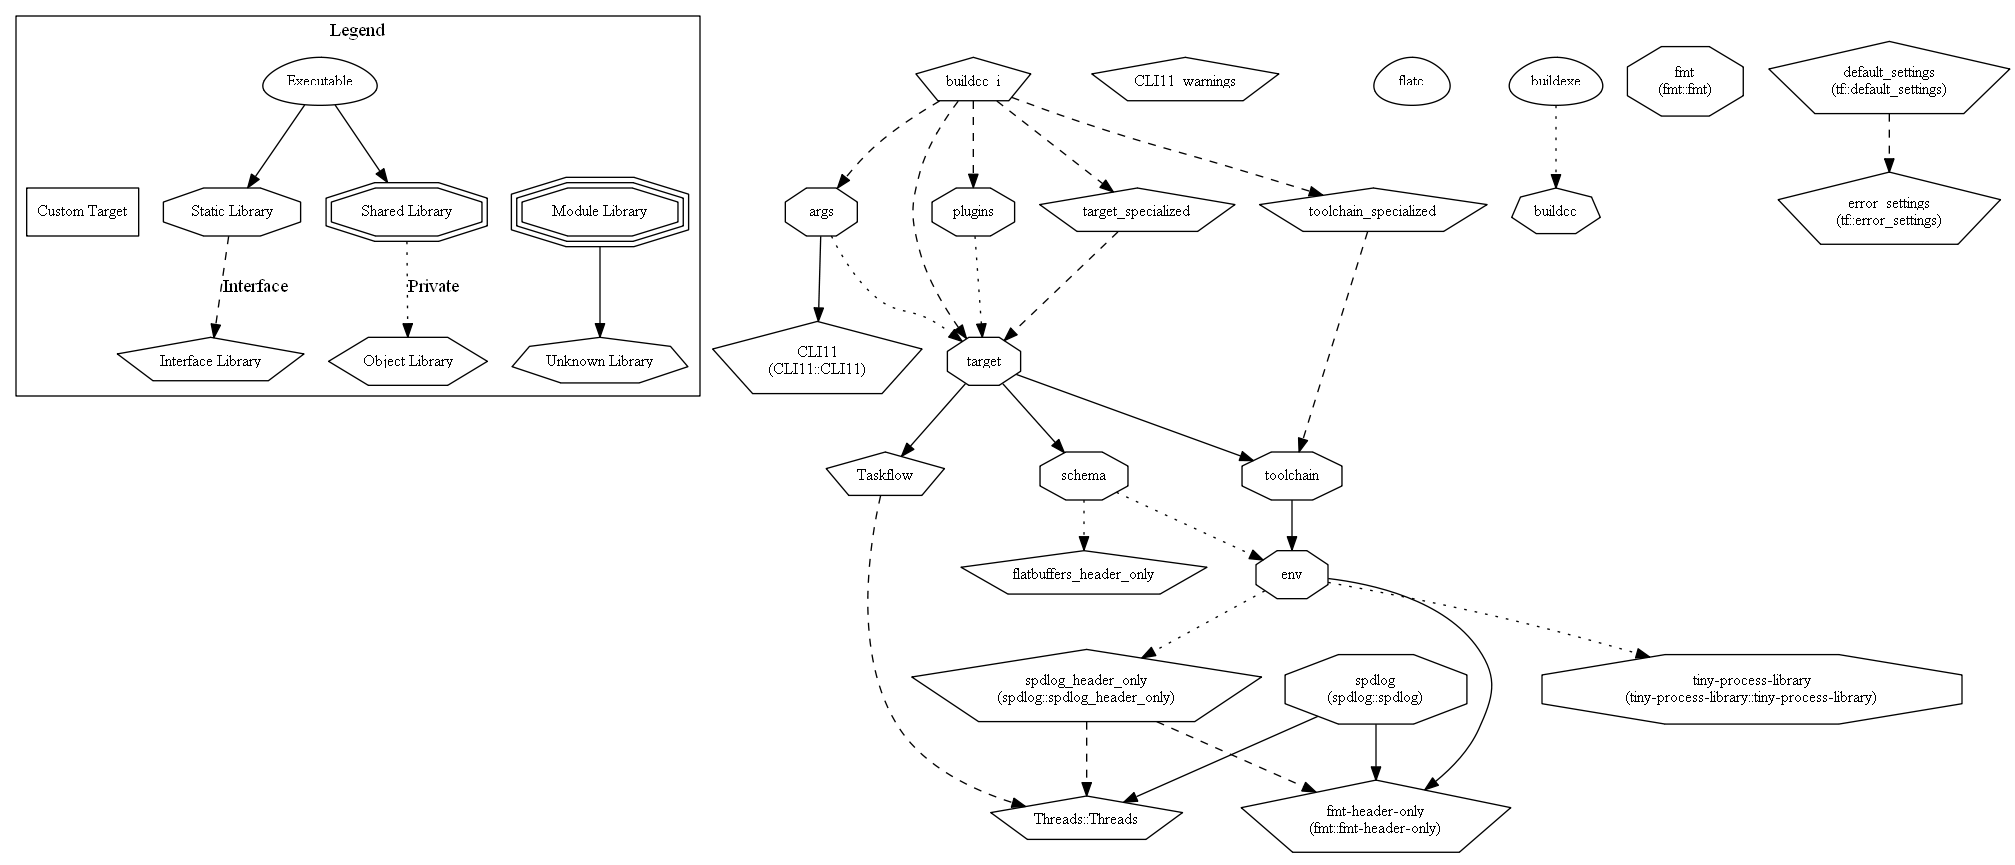 Legend
Executable
Custom Target
Static Library
Shared Library
Module Library
Interface
Private
Interface Library
Object Library
Unknown Library
buildcc_i
CLI11_warnings
flatc
buildexe
fmt
(fmt::fmt)
default_settings
(tf::default_settings)
args
plugins
target_specialized
toolchain_specialized
buildcc
error_settings
(tf::error_settings)
CLI11
(CLI11::CLI11)
target
Taskflow
schema
toolchain
flatbuffers_header_only
env
spdlog_header_only
(spdlog::spdlog_header_only)
spdlog
(spdlog::spdlog)
tiny-process-library
(tiny-process-library::tiny-process-library)
Threads::Threads
fmt-header-only
(fmt::fmt-header-only)